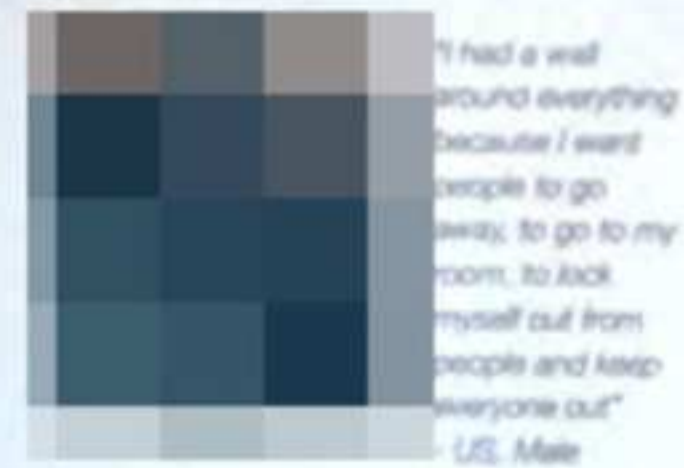 "I had a wall
around everything
because I want
people to go
away, to go to my
room, to lock
myself out from
people and keep
everyone out"
- US, Male